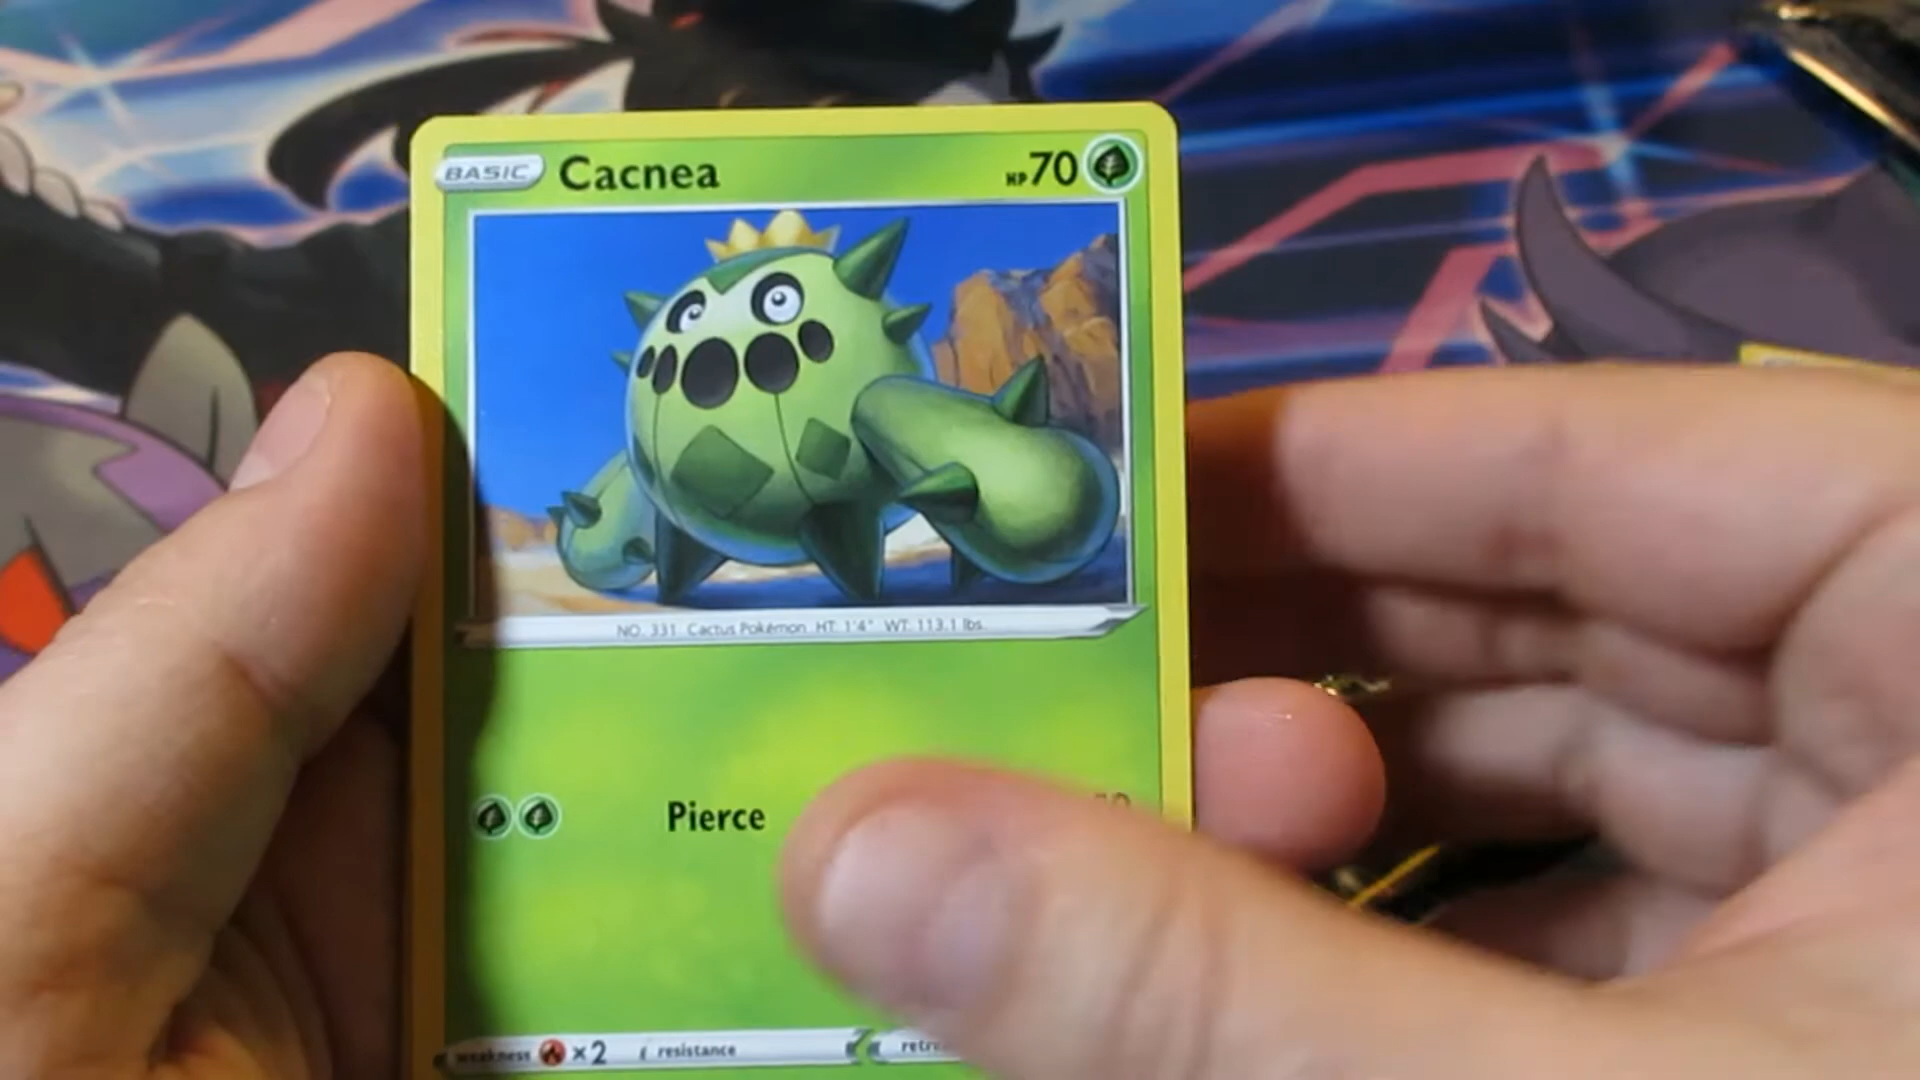 BASIC Cacnea HP 70
NO. 331 Cactus Pokémon HT: 1'4" WT: 113.1 lbs.
Pierce
weakness ×2 resistance